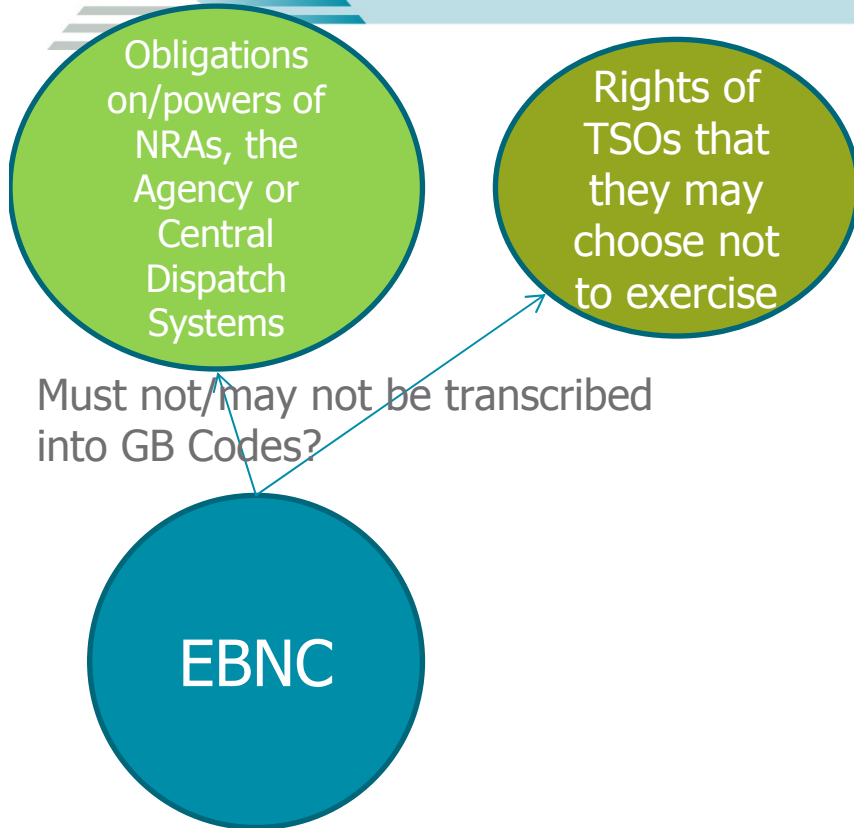 Obligations
on/powers of
NRAs, the
Agency or
Central
Dispatch
Systems
Rights of
TSOs that
they may
choose not
to exercise
Must not/may not be transcribed
into GB Codes?
EBNC